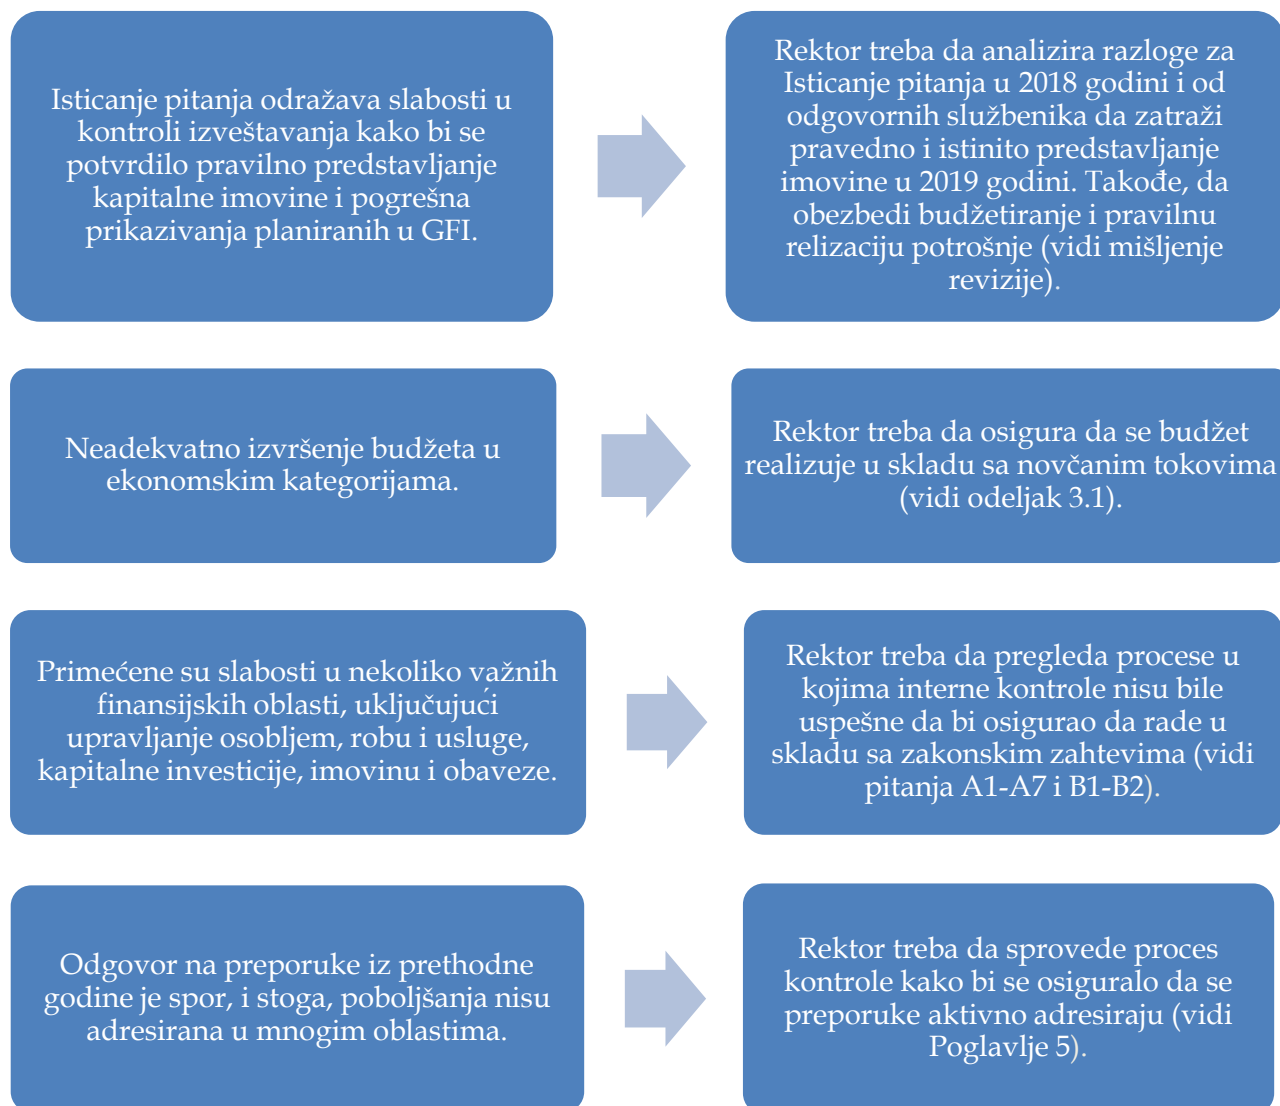 Isticanje pitanja odražava slabosti u
kontroli izveštavanja kako bi se
potvrdilo pravilno predstavljanje
kapitalne imovine i pogrešna
prikazivanja planiranih u GFI.
Rektor treba da analizira razloge za
Isticanje pitanja u 2018 godini i od
odgovornih službenika da zatraži
pravedno i istinito predstavljanje
imovine u 2019 godini. Takođe, da
obezbedi budžetiranje i pravilnu
relizaciju potrošnje (vidi mišljenje
revizije).
Neadekvatno izvršenje budžeta u
ekonomskim kategorijama.
Rektor treba da osigura da se budžet
realizuje u skladu sa novčanim tokovima
(vidi odeljak 3.1).
Primećene su slabosti u nekoliko važnih
finansijskih oblasti, uključujući
upravljanje osobljem, robu i usluge,
kapitalne investicije, imovinu i obaveze.
Rektor treba da pregleda procese u
kojima interne kontrole nisu bile
uspešne da bi osigurao da rade u
skladu sa zakonskim zahtevima (vidi
pitanja A1-A7 i B1-B2).
Odgovor na preporuke iz prethodne
godine je spor, i stoga, poboljšanja nisu
adresirana u mnogim oblastima.
Rektor treba da sprovede proces
kontrole kako bi se osiguralo da se
preporuke aktivno adresiraju (vidi
Poglavlje 5).